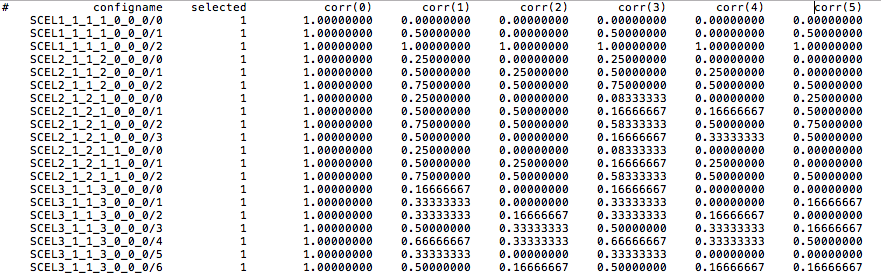 # configname selected corr(0) corr(1) corr(2) corr(3) corr(4) corr(5)
SCEL1_1_1_1_0_0_0/0 1 1.00000000 0.00000000 0.00000000 0.00000000 0.00000000 0.00000000
SCEL1_1_1_1_0_0_0/1 1 1.00000000 0.50000000 0.00000000 0.50000000 0.00000000 0.50000000
SCEL1_1_1_1_0_0_0/2 1 1.00000000 1.00000000 1.00000000 1.00000000 1.00000000 1.00000000
SCEL2_1_1_2_0_0_0/0 1 1.00000000 0.25000000 0.00000000 0.25000000 0.00000000 0.00000000
SCEL2_1_1_2_0_0_0/1 1 1.00000000 0.50000000 0.25000000 0.50000000 0.25000000 0.00000000
SCEL2_1_1_2_0_0_0/2 1 1.00000000 0.75000000 0.50000000 0.75000000 0.50000000 0.50000000
SCEL2_1_2_1_0_0_0/0 1 1.00000000 0.25000000 0.00000000 0.08333333 0.00000000 0.25000000
SCEL2_1_2_1_0_0_0/1 1 1.00000000 0.50000000 0.00000000 0.16666667 0.16666667 0.50000000
SCEL2_1_2_1_0_0_0/2 1 1.00000000 0.75000000 0.50000000 0.58333333 0.50000000 0.75000000
SCEL2_1_2_1_0_0_0/3 1 1.00000000 0.50000000 0.00000000 0.16666667 0.33333333 0.50000000
SCEL2_1_2_1_1_0_0/0 1 1.00000000 0.25000000 0.00000000 0.08333333 0.00000000 0.00000000
SCEL2_1_2_1_1_0_0/1 1 1.00000000 0.50000000 0.25000000 0.16666667 0.25000000 0.00000000
SCEL2_1_2_1_1_0_0/2 1 1.00000000 0.75000000 0.50000000 0.58333333 0.50000000 0.50000000
SCEL3_1_1_3_0_0_0/0 1 1.00000000 0.16666667 0.00000000 0.16666667 0.00000000 0.00000000
SCEL3_1_1_3_0_0_0/1 1 1.00000000 0.33333333 0.00000000 0.33333333 0.00000000 0.16666667
SCEL3_1_1_3_0_0_0/2 1 1.00000000 0.33333333 0.16666667 0.33333333 0.16666667 0.00000000
SCEL3_1_1_3_0_0_0/3 1 1.00000000 0.50000000 0.33333333 0.50000000 0.33333333 0.16666667
SCEL3_1_1_3_0_0_0/4 1 1.00000000 0.66666667 0.33333333 0.66666667 0.33333333 0.50000000
SCEL3_1_1_3_0_0_0/5 1 1.00000000 0.33333333 0.00000000 0.33333333 0.00000000 0.00000000
SCEL3_1_1_3_0_0_0/6 1 1.00000000 0.50000000 0.16666667 0.50000000 0.16666667 0.16666667